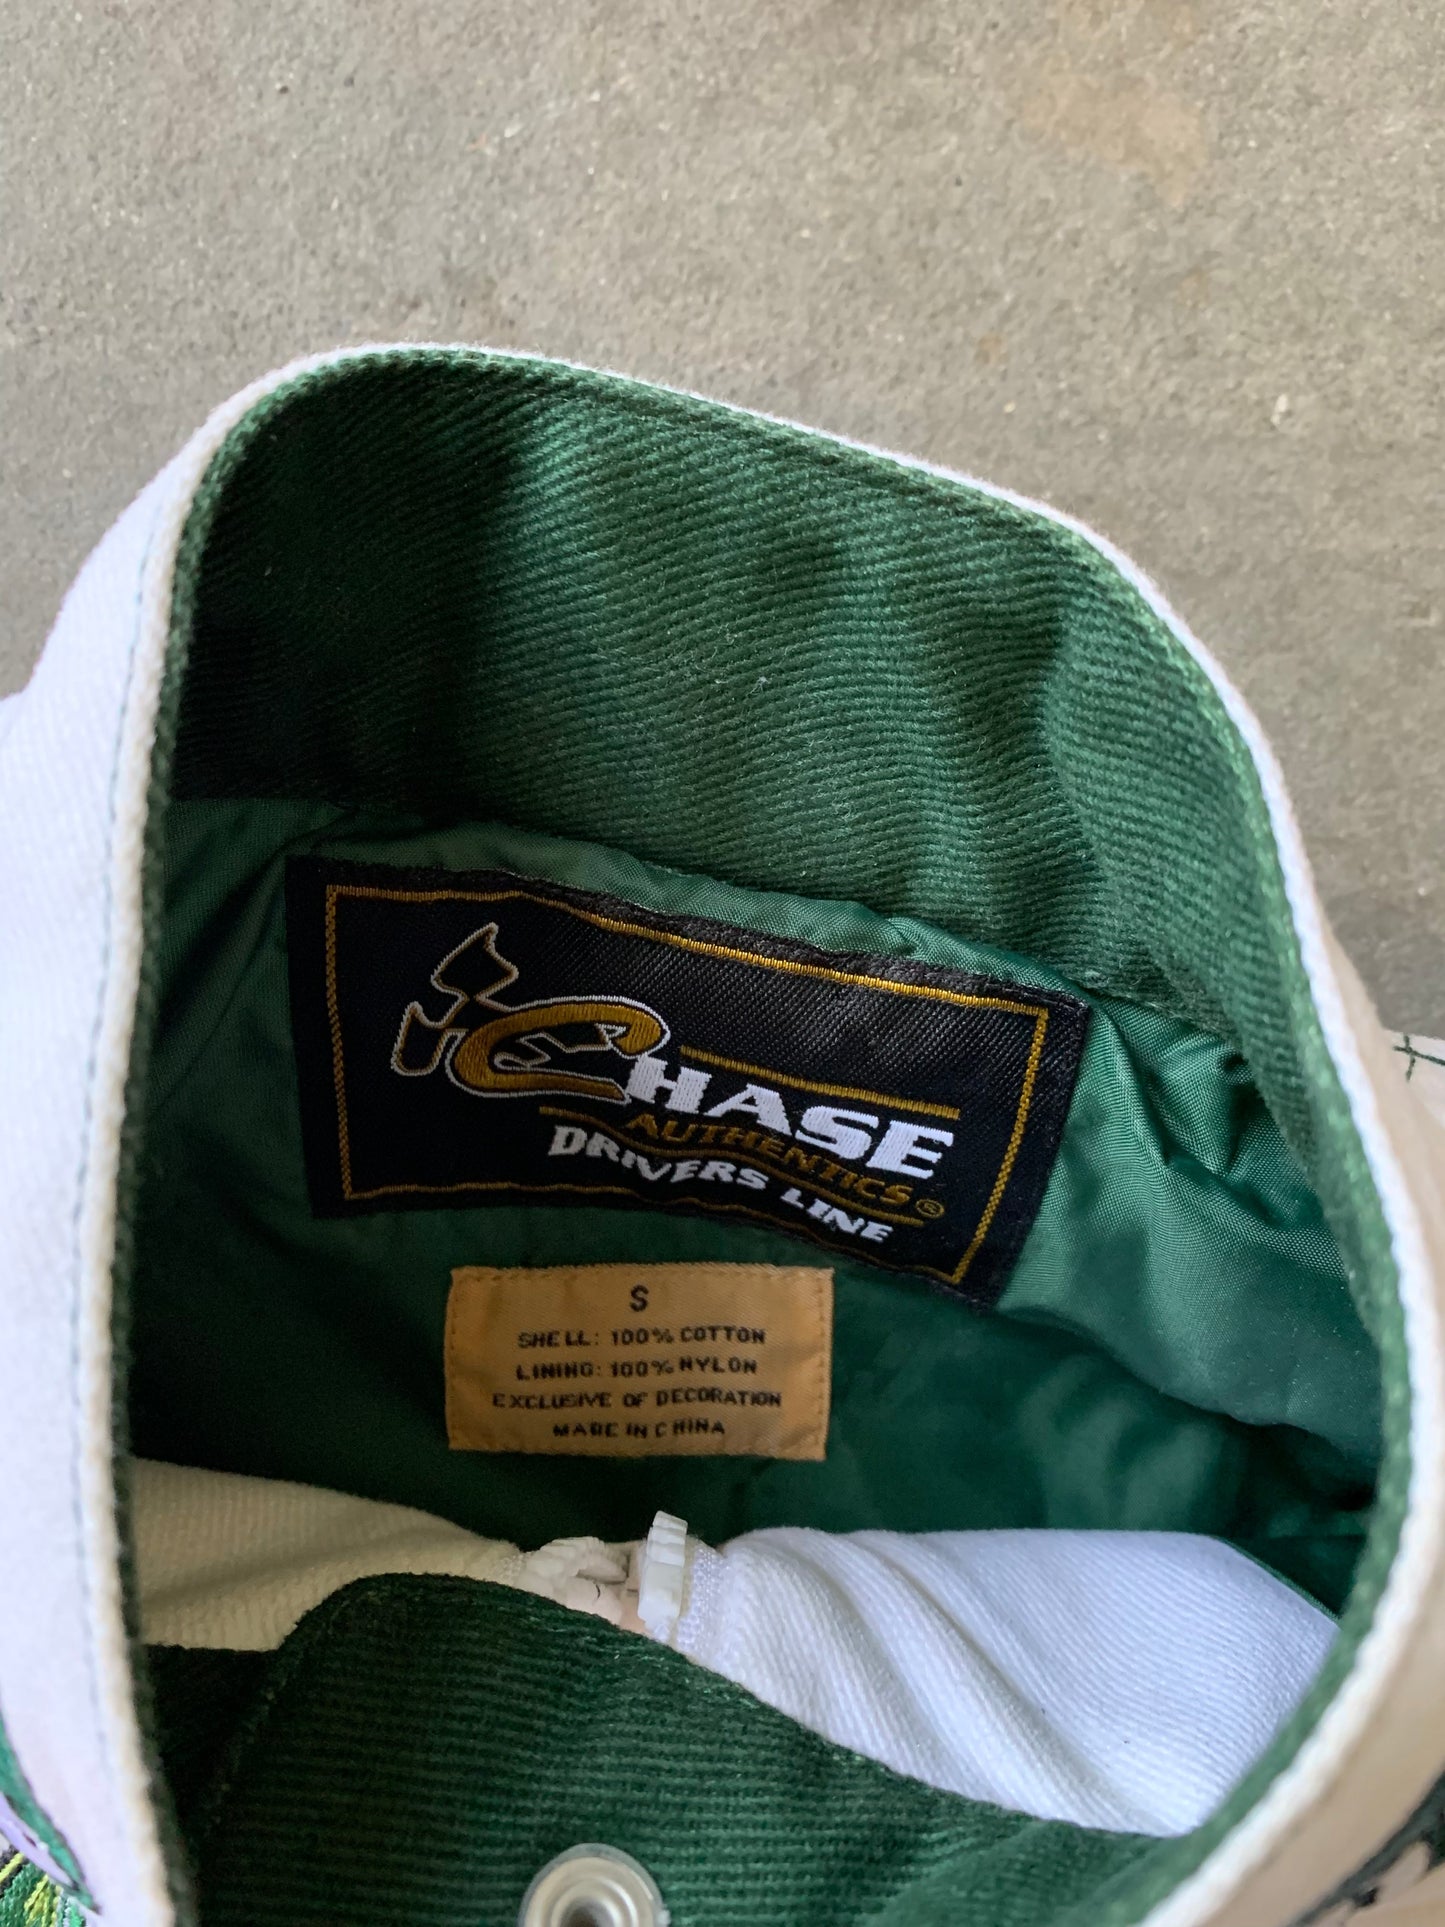 CHASE
AUTHENTICS®
DRIVERS LINE
S
SHELL: 100% COTTON
LINING: 100% NYLON
EXCLUSIVE OF DECORATION
MADE IN CHINA